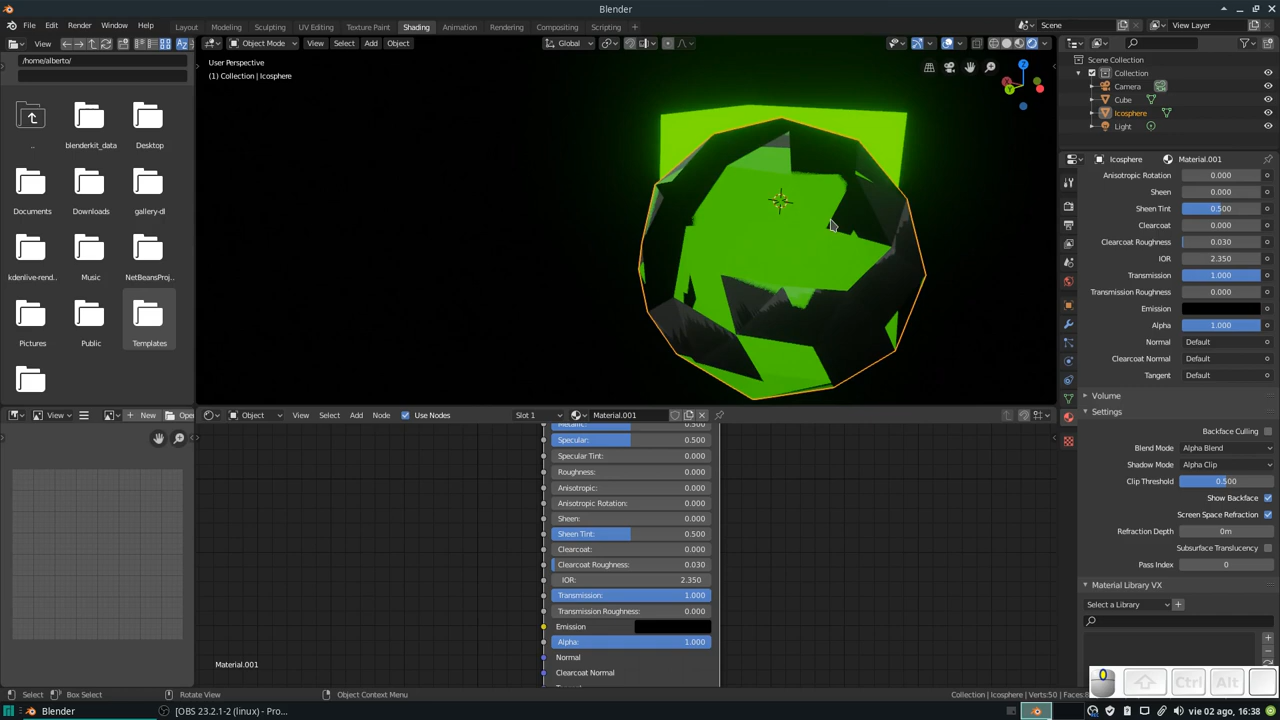 Blender
File Edit Render Window Help
Layout Modeling Sculpting UV Editing Texture Paint Shading Animation Rendering Compositing Scripting
Scene
View Layer
View
Object Mode View Select Add Object
Global
/home/alberto/
User Perspective
(1) Collection | Icosphere
Scene Collection
Collection
Camera
Cube
Icosphere
Light
..
blenderkit_data
Desktop
Documents
Downloads
gallery-dl
kdenlive-rend..
Music
NetBeansProj..
Pictures
Public
Templates
Icosphere
Material.001
Anisotropic Rotation 0.000
Sheen 0.000
Sheen Tint 0.500
Clearcoat 0.000
Clearcoat Roughness 0.030
IOR 2.350
Transmission 1.000
Transmission Roughness 0.000
Emission
Alpha 1.000
Normal Default
Clearcoat Normal Default
Tangent Default
Volume
Settings
Backface Culling
Blend Mode Alpha Blend
Shadow Mode Alpha Clip
Clip Threshold 0.500
Show Backface
Screen Space Refraction
Refraction Depth 0m
Subsurface Translucency
Pass Index 0
Material Library VX
Select a Library
View
New
Open
Object View Select Add Node Use Nodes
Slot 1
Material.001
Metallic: 0.500
Specular: 0.500
Specular Tint: 0.000
Roughness: 0.000
Anisotropic: 0.000
Anisotropic Rotation: 0.000
Sheen: 0.000
Sheen Tint: 0.500
Clearcoat: 0.000
Clearcoat Roughness: 0.030
IOR: 2.350
Transmission: 1.000
Transmission Roughness: 0.000
Emission
Alpha: 1.000
Normal
Clearcoat Normal
Material.001
Ctrl Alt
Select Box Select Rotate View Object Context Menu
Collection | Icosphere | Verts:50 | Faces:8
Blender
[OBS 23.2.1-2 (linux) - Pro...
vie 02 ago, 16:38